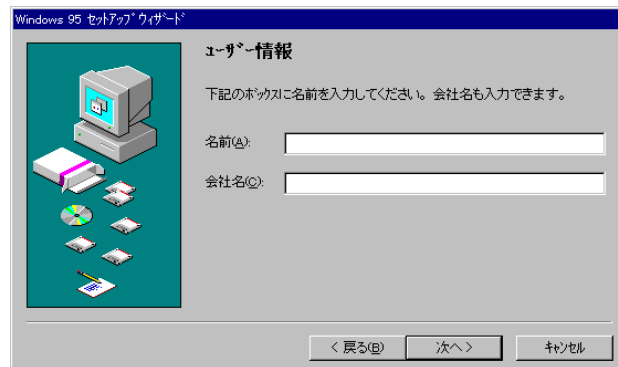 Windows 95 ｾｯﾄｱｯﾌﾟ ｳｨｻﾞｰﾄﾞ
ﾕｰｻﾞｰ情報
下記のﾎﾞｯｸｽに名前を入力してください。会社名も入力できます。
名前(A):
会社名(C):
< 戻る(B)
次へ >
ｷｬﾝｾﾙ